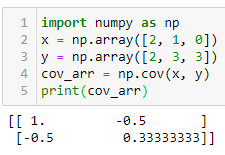 1 import numpy as np
2 x = np.array([2, 1, 0])
3 y = np.array([2, 3, 3])
4 cov_arr = np.cov(x, y)
5 print(cov_arr)
[[ 1.         -0.5       ]
 [-0.5         0.33333333]]